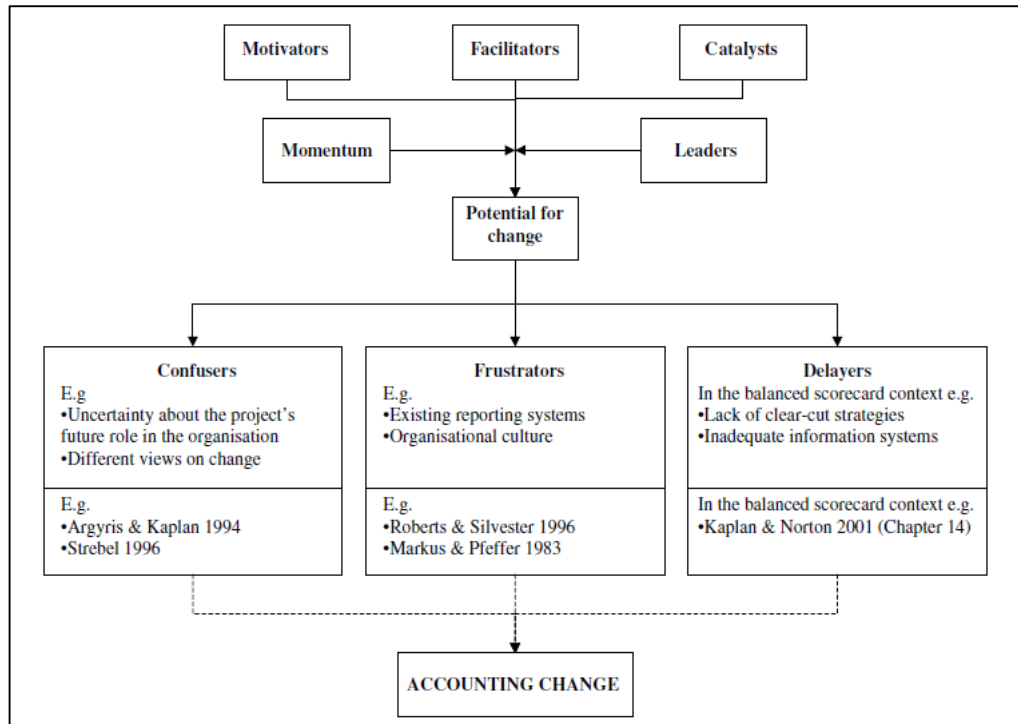 Motivators
Facilitators
Catalysts
Momentum
Leaders
Potential for
change
Confusers
E.g
•Uncertainty about the project's
future role in the organisation
•Different views on change
E.g.
•Argyris & Kaplan 1994
•Strebel 1996
Frustrators
E.g.
•Existing reporting systems
•Organisational culture
E.g.
•Roberts & Silvester 1996
•Markus & Pfeffer 1983
Delayers
In the balanced scorecard context e.g.
•Lack of clear-cut strategies
•Inadequate information systems
In the balanced scorecard context e.g.
•Kaplan & Norton 2001 (Chapter 14)
ACCOUNTING CHANGE